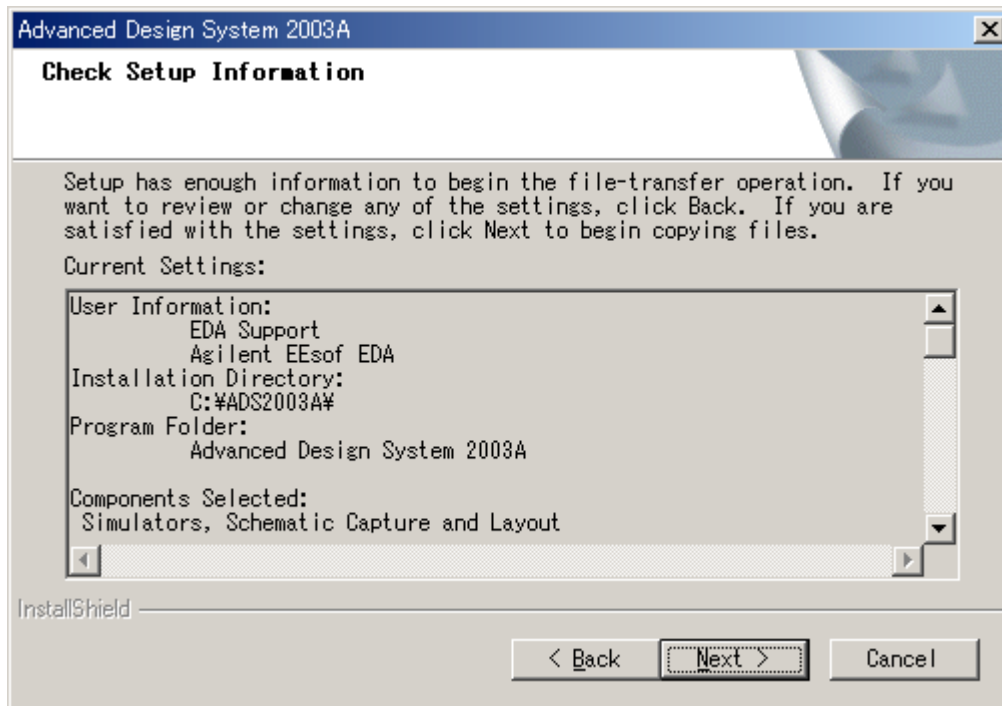 Advanced Design System 2003A
Check Setup Information
Setup has enough information to begin the file-transfer operation.  If you
want to review or change any of the settings, click Back.  If you are
satisfied with the settings, click Next to begin copying files.
Current Settings:
User Information:
EDA Support
Agilent EEsof EDA
Installation Directory:
C:¥ADS2003A¥
Program Folder:
Advanced Design System 2003A
Components Selected:
Simulators, Schematic Capture and Layout
InstallShield
< Back
Next >
Cancel